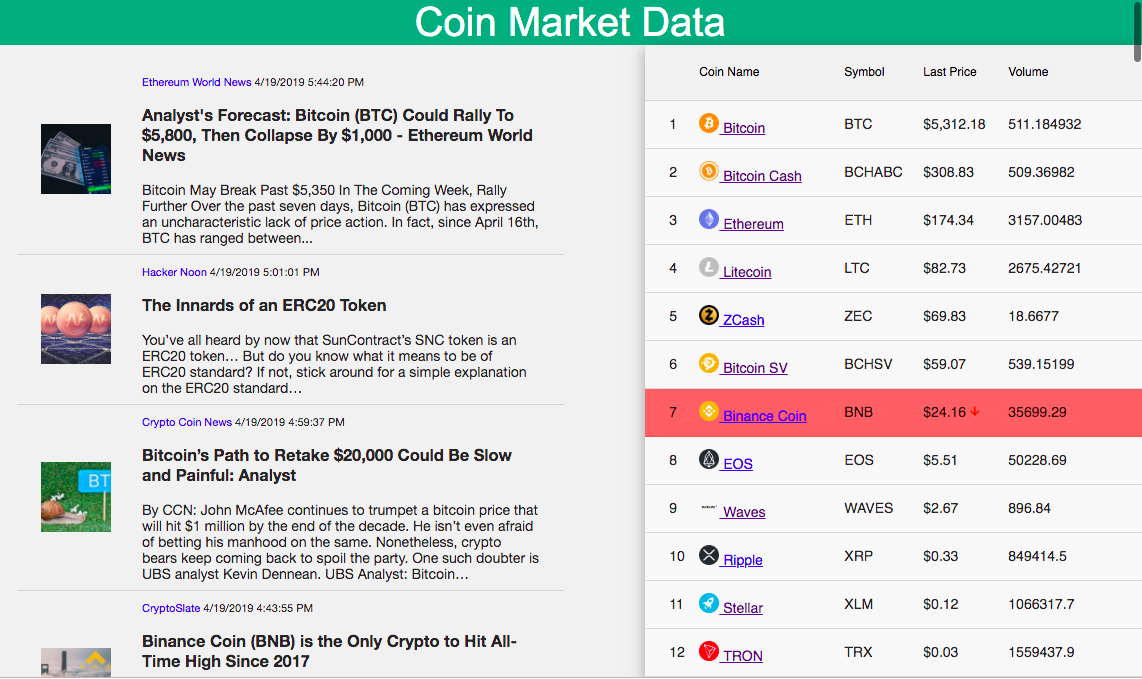 Coin Market Data
Ethereum World News 4/19/2019 5:44:20 PM
Analyst's Forecast: Bitcoin (BTC) Could Rally To
$5,800, Then Collapse By $1,000 - Ethereum World
News
Bitcoin May Break Past $5,350 In The Coming Week, Rally
Further Over the past seven days, Bitcoin (BTC) has expressed
an uncharacteristic lack of price action. In fact, since April 16th,
BTC has ranged between...
Hacker Noon 4/19/2019 5:01:01 PM
The Innards of an ERC20 Token
You’ve all heard by now that SunContract’s SNC token is an
ERC20 token… But do you know what it means to be of
ERC20 standard? If not, stick around for a simple explanation
on the ERC20 standard…
Crypto Coin News 4/19/2019 4:59:37 PM
Bitcoin’s Path to Retake $20,000 Could Be Slow
and Painful: Analyst
BT
By CCN: John McAfee continues to trumpet a bitcoin price that
will hit $1 million by the end of the decade. He isn’t even afraid
of betting his manhood on the same. Nonetheless, crypto
bears keep coming back to spoil the party. One such doubter is
UBS analyst Kevin Dennean. UBS Analyst: Bitcoin…
CryptoSlate 4/19/2019 4:43:55 PM
Binance Coin (BNB) is the Only Crypto to Hit All-
Time High Since 2017
Coin Name Symbol Last Price Volume
1 Bitcoin BTC $5,312.18 511.184932
2 Bitcoin Cash BCHABC $308.83 509.36982
3 Ethereum ETH $174.34 3157.00483
4 Litecoin LTC $82.73 2675.42721
5 ZCash ZEC $69.83 18.6677
6 Bitcoin SV BCHSV $59.07 539.15199
7 Binance Coin BNB $24.16 35699.29
8 EOS EOS $5.51 50228.69
9 Waves WAVES $2.67 896.84
10 Ripple XRP $0.33 849414.5
11 Stellar XLM $0.12 1066317.7
12 TRON TRX $0.03 1559437.9